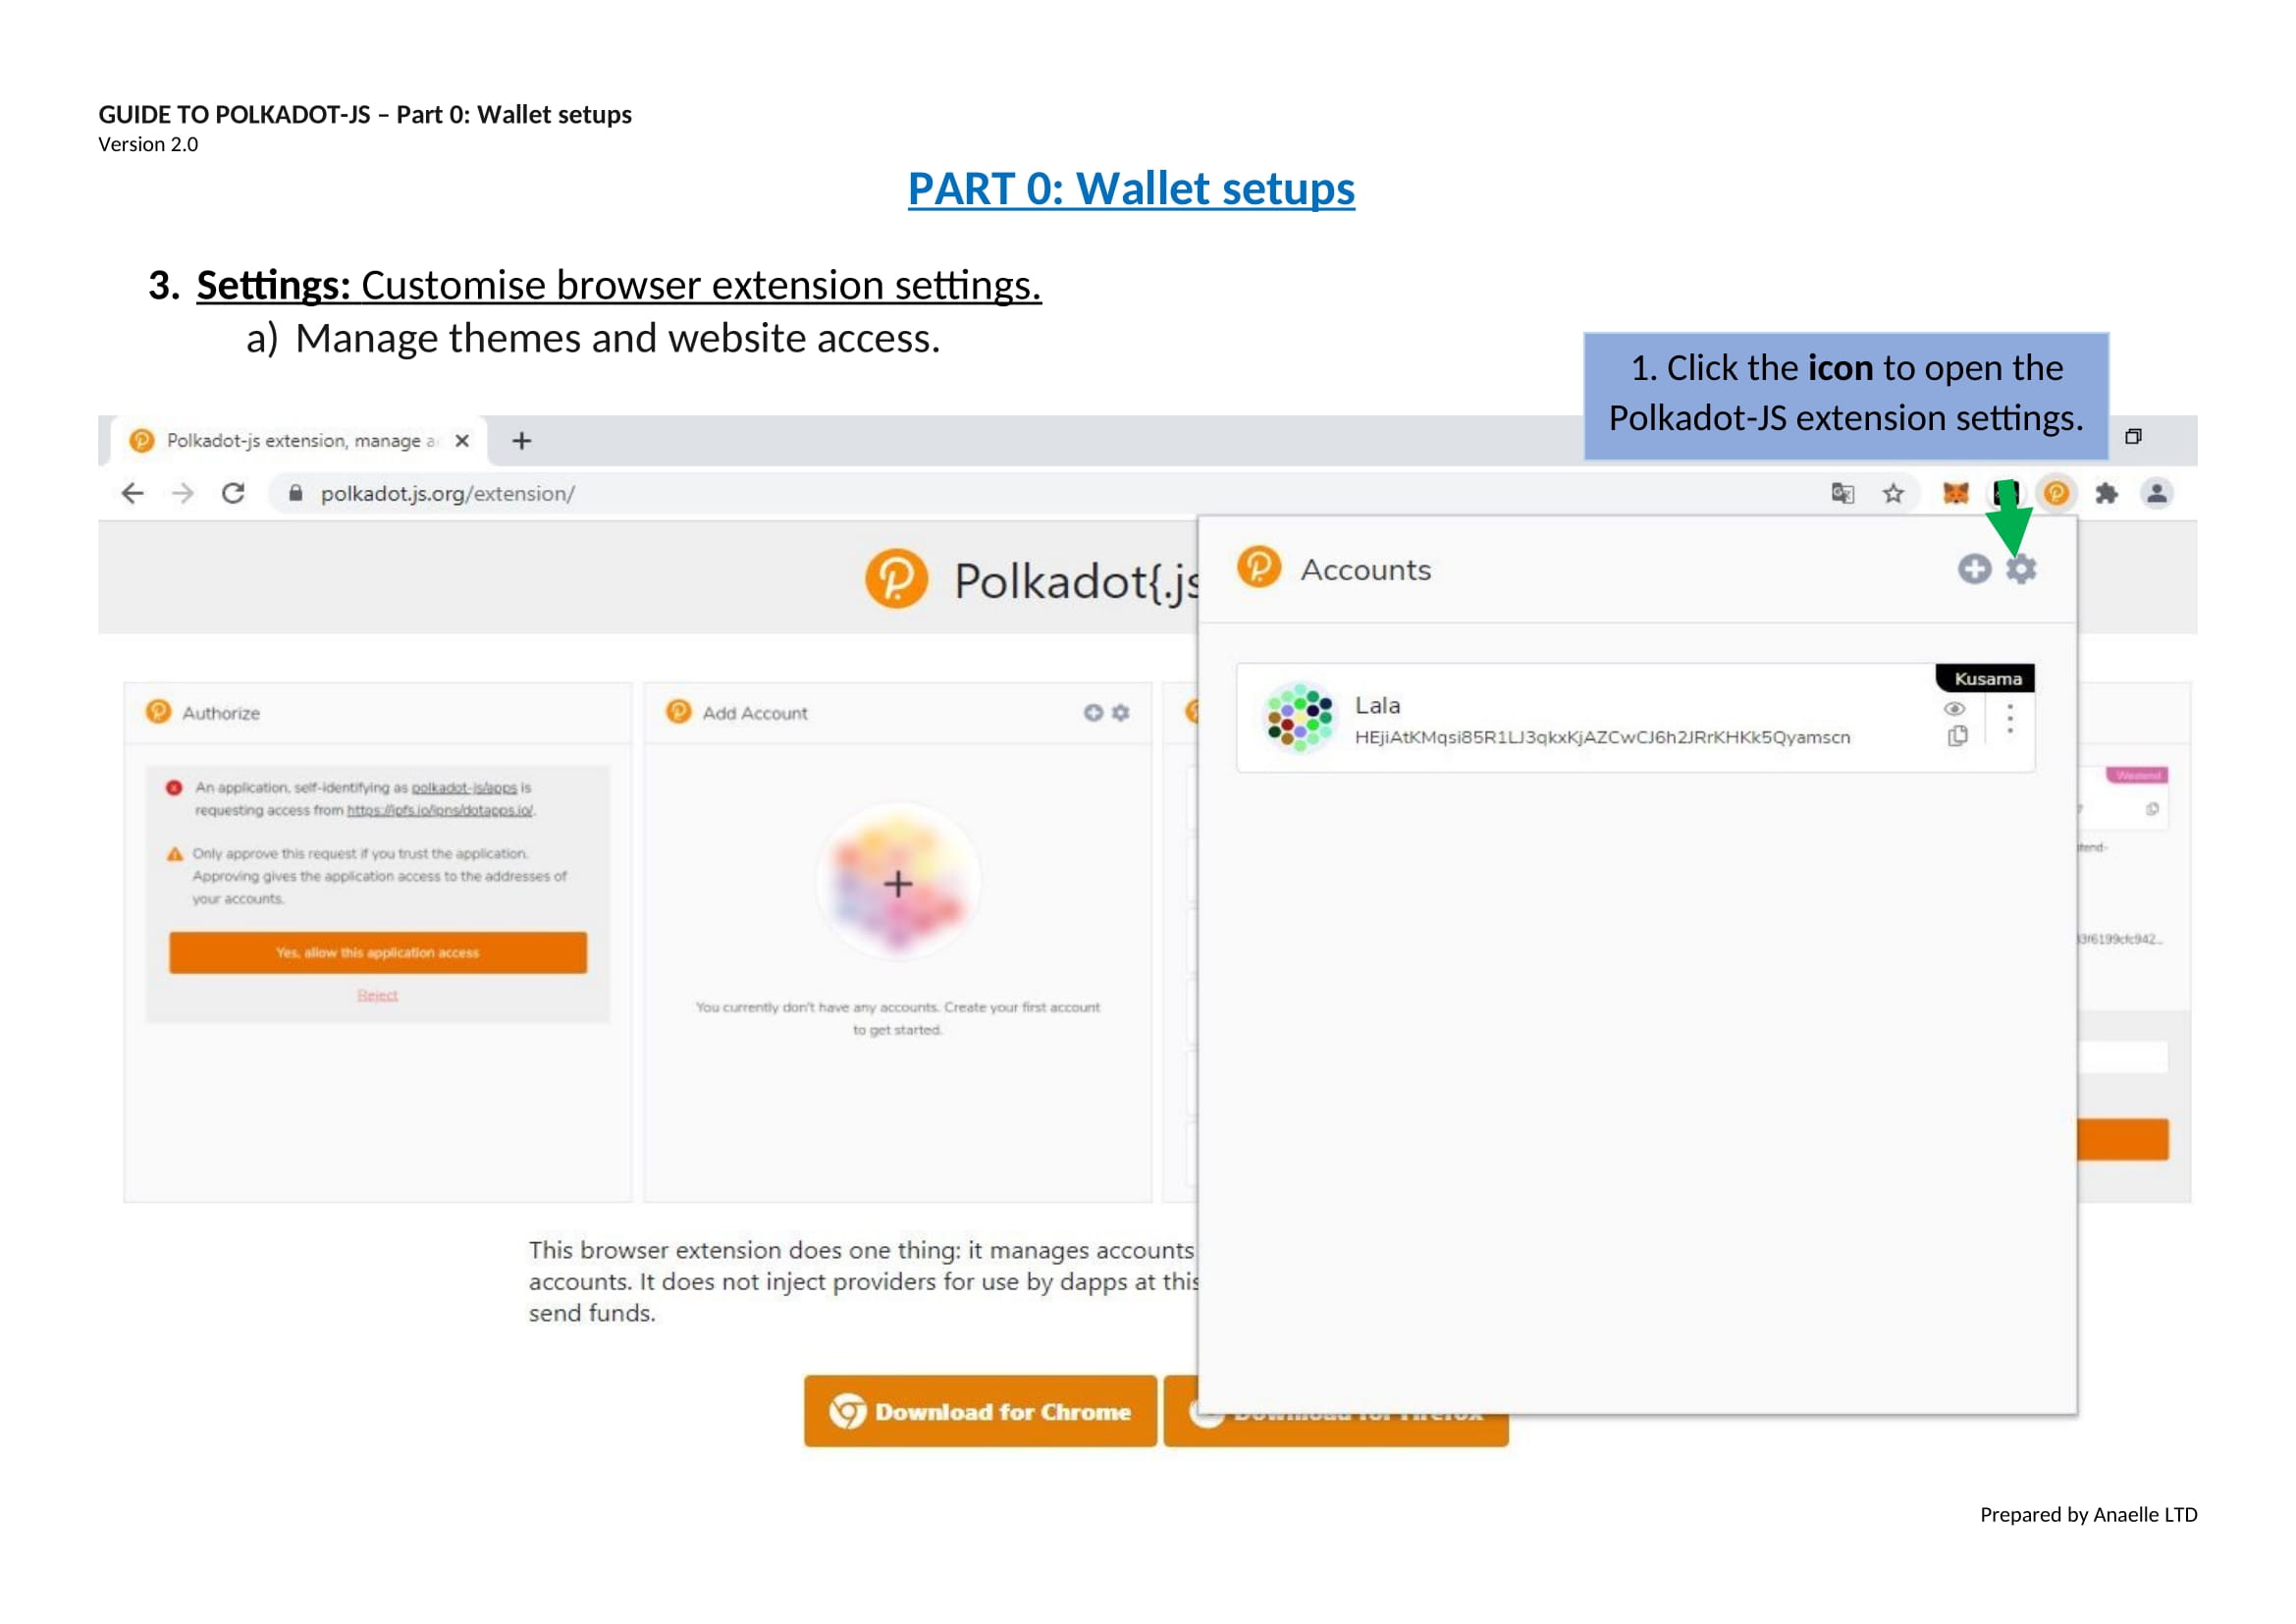 GUIDE TO POLKADOT-JS – Part 0: Wallet setups
Version 2.0
PART 0: Wallet setups
3. Settings: Customise browser extension settings.
a) Manage themes and website access.
1. Click the icon to open the
Polkadot-JS extension settings.
Polkadot-js extension, manage a
polkadot.js.org/extension/
Polkadot{.js
Accounts
Kusama
Lala
HEjiAtKMqsi85R1LJ3qkxKjAZCwCJ6h2JRrKHKk5Qyamscn
Authorize
An application, self-identifying as polkadot-js/apps is
requesting access from https://ipfs.io/ipns/dotapps.io/.
Only approve this request if you trust the application.
Approving gives the application access to the addresses of
your accounts.
Yes, allow this application access
Reject
Add Account
You currently don't have any accounts. Create your first account
to get started.
Westend
This browser extension does one thing: it manages accounts
accounts. It does not inject providers for use by dapps at this
send funds.
Download for Chrome
Download for Firefox
Prepared by Anaelle LTD